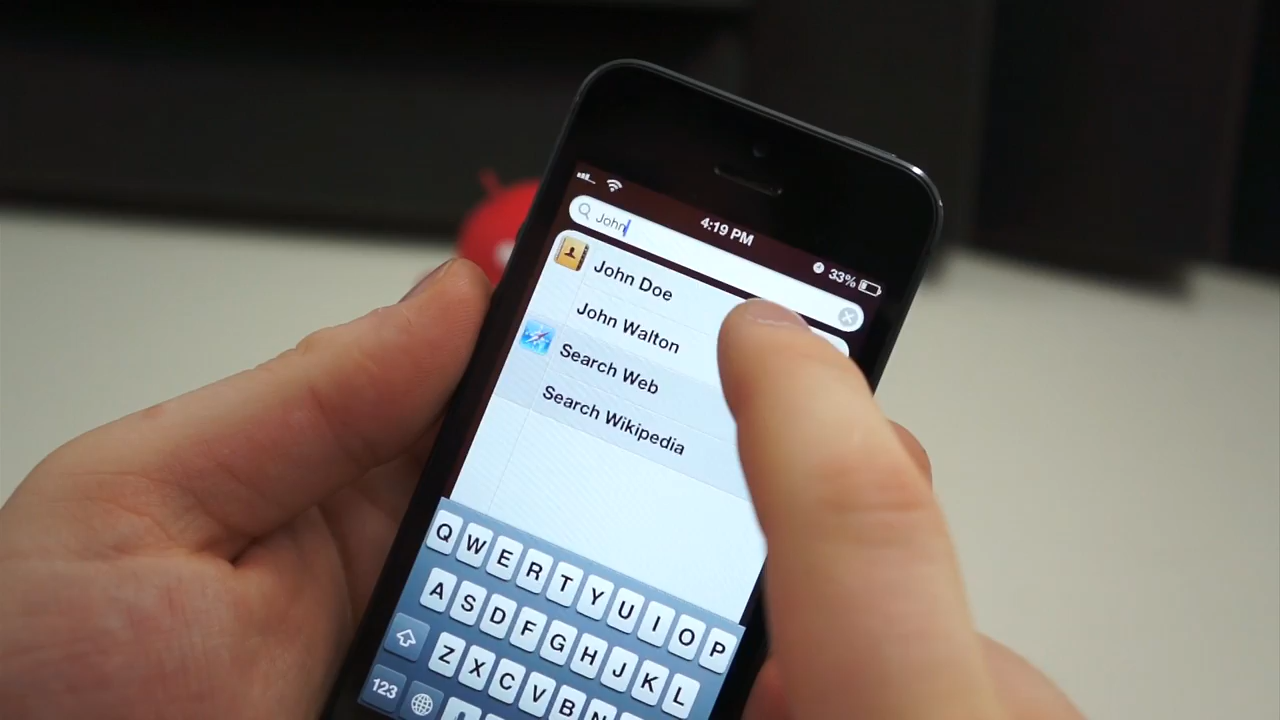 4:19 PM
33%
John
John Doe
John Walton
Search Web
Search Wikipedia
Q W E R T Y U I O P
A S D F G H J K L
Z X C V B N
123